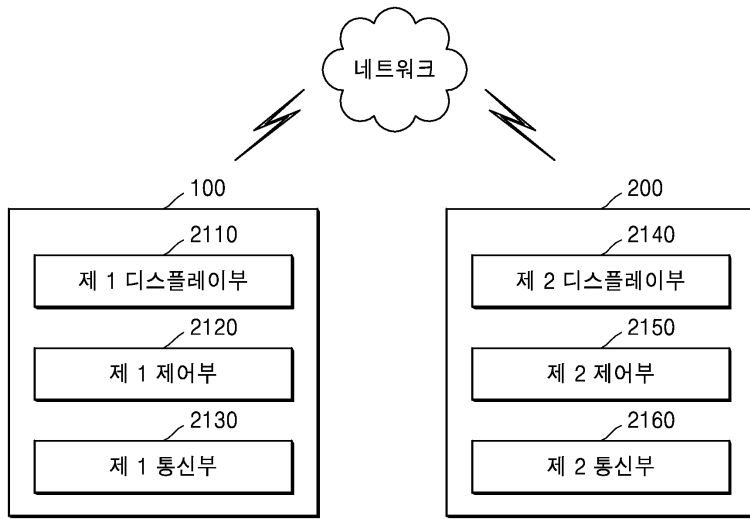 네트워크
100
2110
제 1 디스플레이부
2120
제 1 제어부
2130
제 1 통신부
200
2140
제 2 디스플레이부
2150
제 2 제어부
2160
제 2 통신부